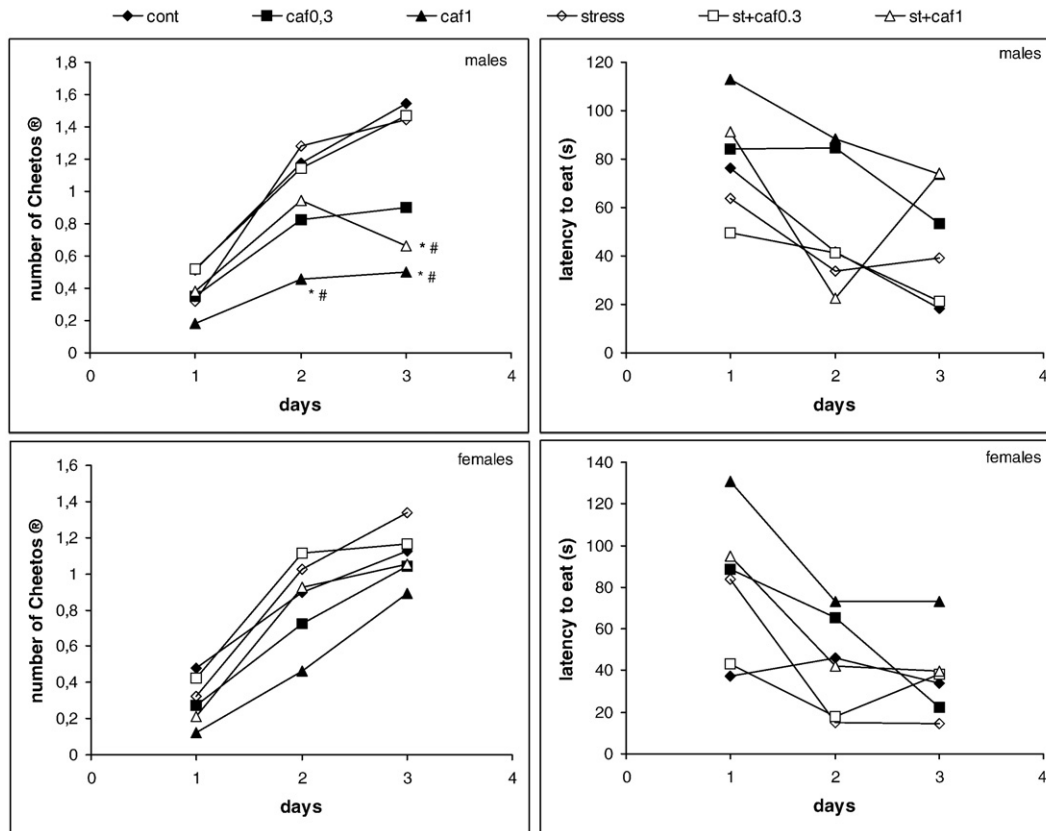 cont caf0,3 caf1 stress st+caf0.3 st+caf1
males
number of Cheetos ®
1,8
1,6
1,4
1,2
1
0,8
0,6
0,4
0,2
0
* #
* #
* #
0 1 2 3 4
days
males
latency to eat (s)
120
100
80
60
40
20
0
0 1 2 3 4
days
females
number of Cheetos ®
1,6
1,4
1,2
1
0,8
0,6
0,4
0,2
0
0 1 2 3 4
days
females
latency to eat (s)
140
120
100
80
60
40
20
0
0 1 2 3 4
days